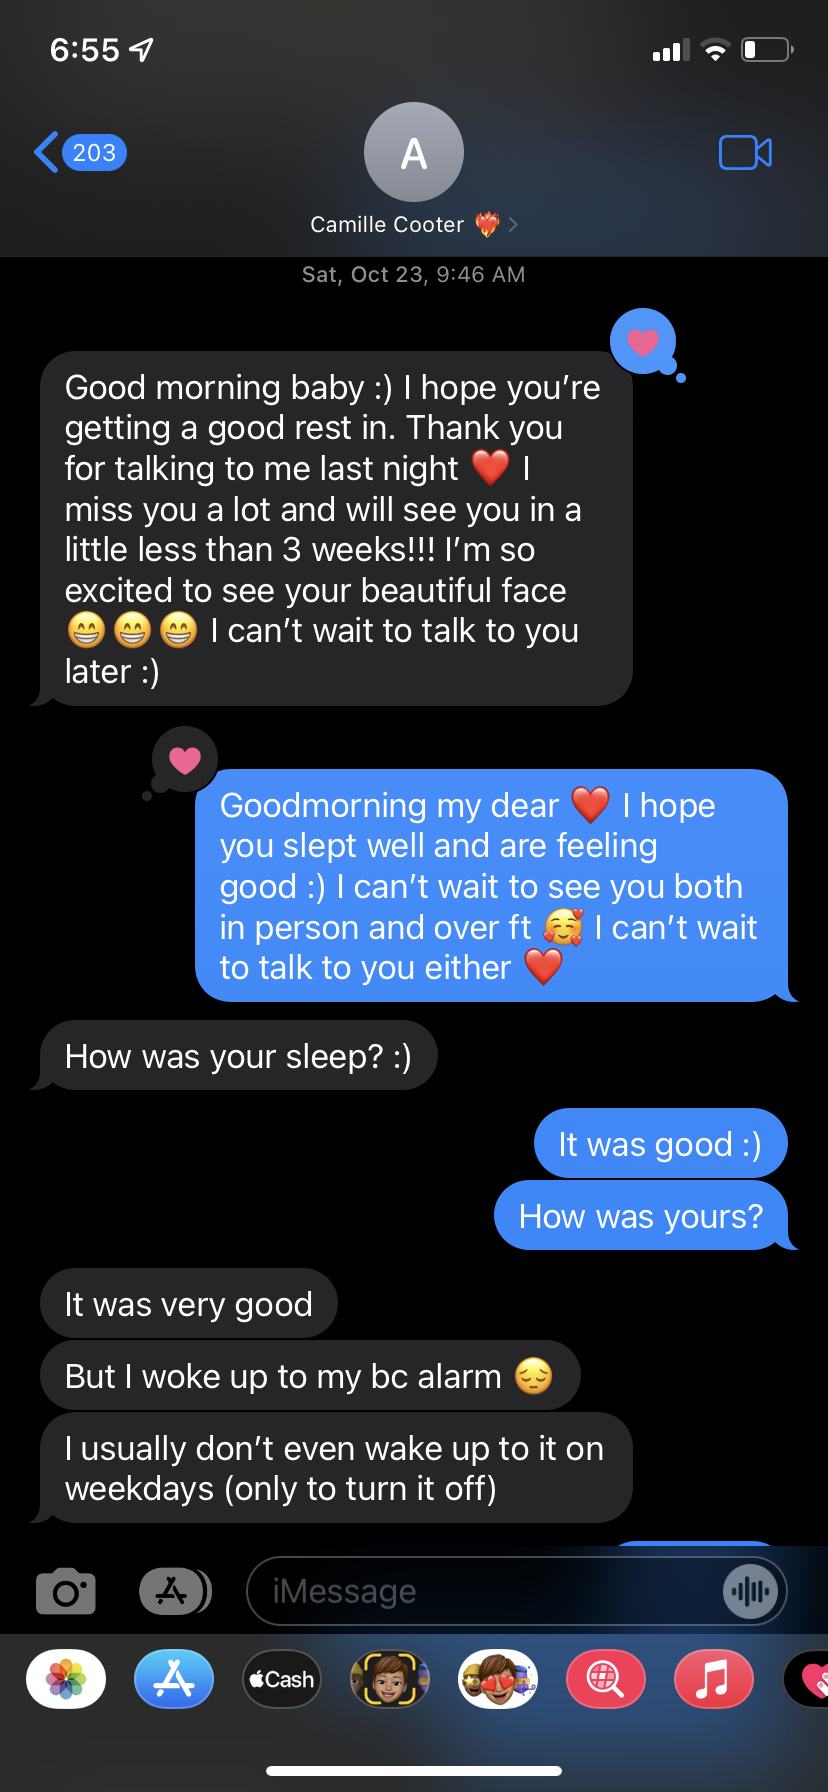 6:55
203
A
Camille Cooter ❤️‍🔥
Sat, Oct 23, 9:46 AM
Good morning baby :) I hope you’re
getting a good rest in. Thank you
for talking to me last night ❤️ I
miss you a lot and will see you in a
little less than 3 weeks!!! I’m so
excited to see your beautiful face
😁😁😁 I can’t wait to talk to you
later :)
Goodmorning my dear ❤️ I hope
you slept well and are feeling
good :) I can’t wait to see you both
in person and over ft 🥰 I can’t wait
to talk to you either ❤️
How was your sleep? :)
It was good :)
How was yours?
It was very good
But I woke up to my bc alarm 😔
I usually don’t even wake up to it on
weekdays (only to turn it off)
iMessage
Cash